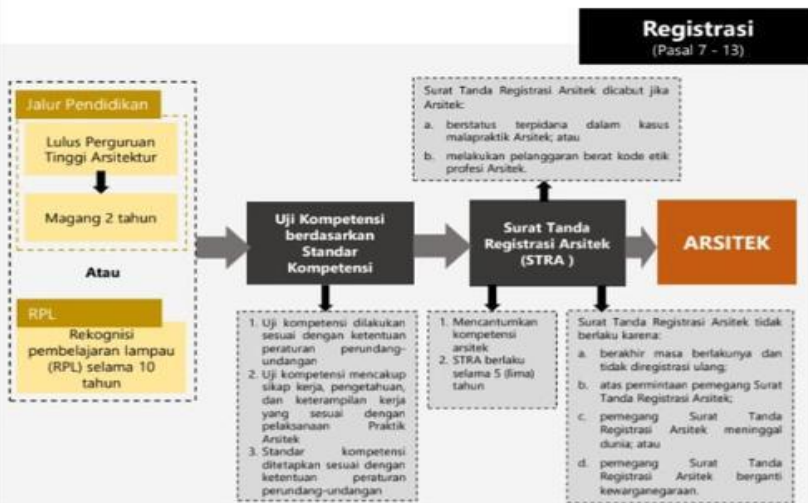 Registrasi
(Pasal 7 - 13)
Jalur Pendidikan
Lulus Perguruan
Tinggi Arsitektur
Magang 2 tahun
Atau
RPL
Rekognisi
pembelajaran lampau
(RPL) selama 10
tahun
Uji Kompetensi
berdasarkan
Standar
Kompetensi
1. Uji kompetensi dilakukan
sesuai dengan ketentuan
peraturan perundang-
undangan
2. Uji kompetensi mencakup
sikap kerja, pengetahuan,
dan keterampilan kerja
yang sesuai dengan
pelaksanaan Praktik
Arsitek
3. Standar kompetensi
ditetapkan sesuai dengan
ketentuan peraturan
perundang-undangan
Surat Tanda Registrasi Arsitek dicabut jika
Arsitek:
a. berstatus terpidana dalam kasus
malapraktik Arsitek; atau
b. melakukan pelanggaran berat kode etik
profesi Arsitek.
Surat Tanda
Registrasi Arsitek
(STRA )
1. Mencantumkan
kompetensi
arsitek
2. STRA berlaku
selama 5 (lima)
tahun
Surat Tanda Registrasi Arsitek tidak
berlaku karena:
a. berakhir masa berlakunya dan
tidak diregistrasi ulang;
b. atas permintaan pemegang Surat
Tanda Registrasi Arsitek;
c. pemegang Surat Tanda
Registrasi Arsitek meninggal
dunia; atau
d. pemegang Surat Tanda
Registrasi Arsitek berganti
kewarganegaraan.
ARSITEK